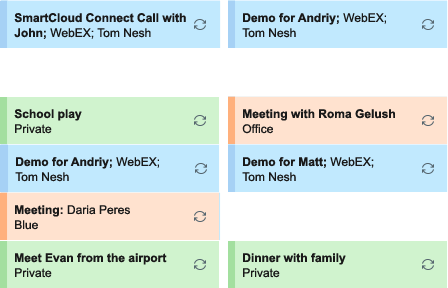 SmartCloud Connect Call with
John; WebEX; Tom Nesh
Demo for Andriy; WebEX;
Tom Nesh
School play
Private
Meeting with Roma Gelush
Office
Demo for Andriy; WebEX;
Tom Nesh
Demo for Matt; WebEX;
Tom Nesh
Meeting: Daria Peres
Blue
Meet Evan from the airport
Private
Dinner with family
Private